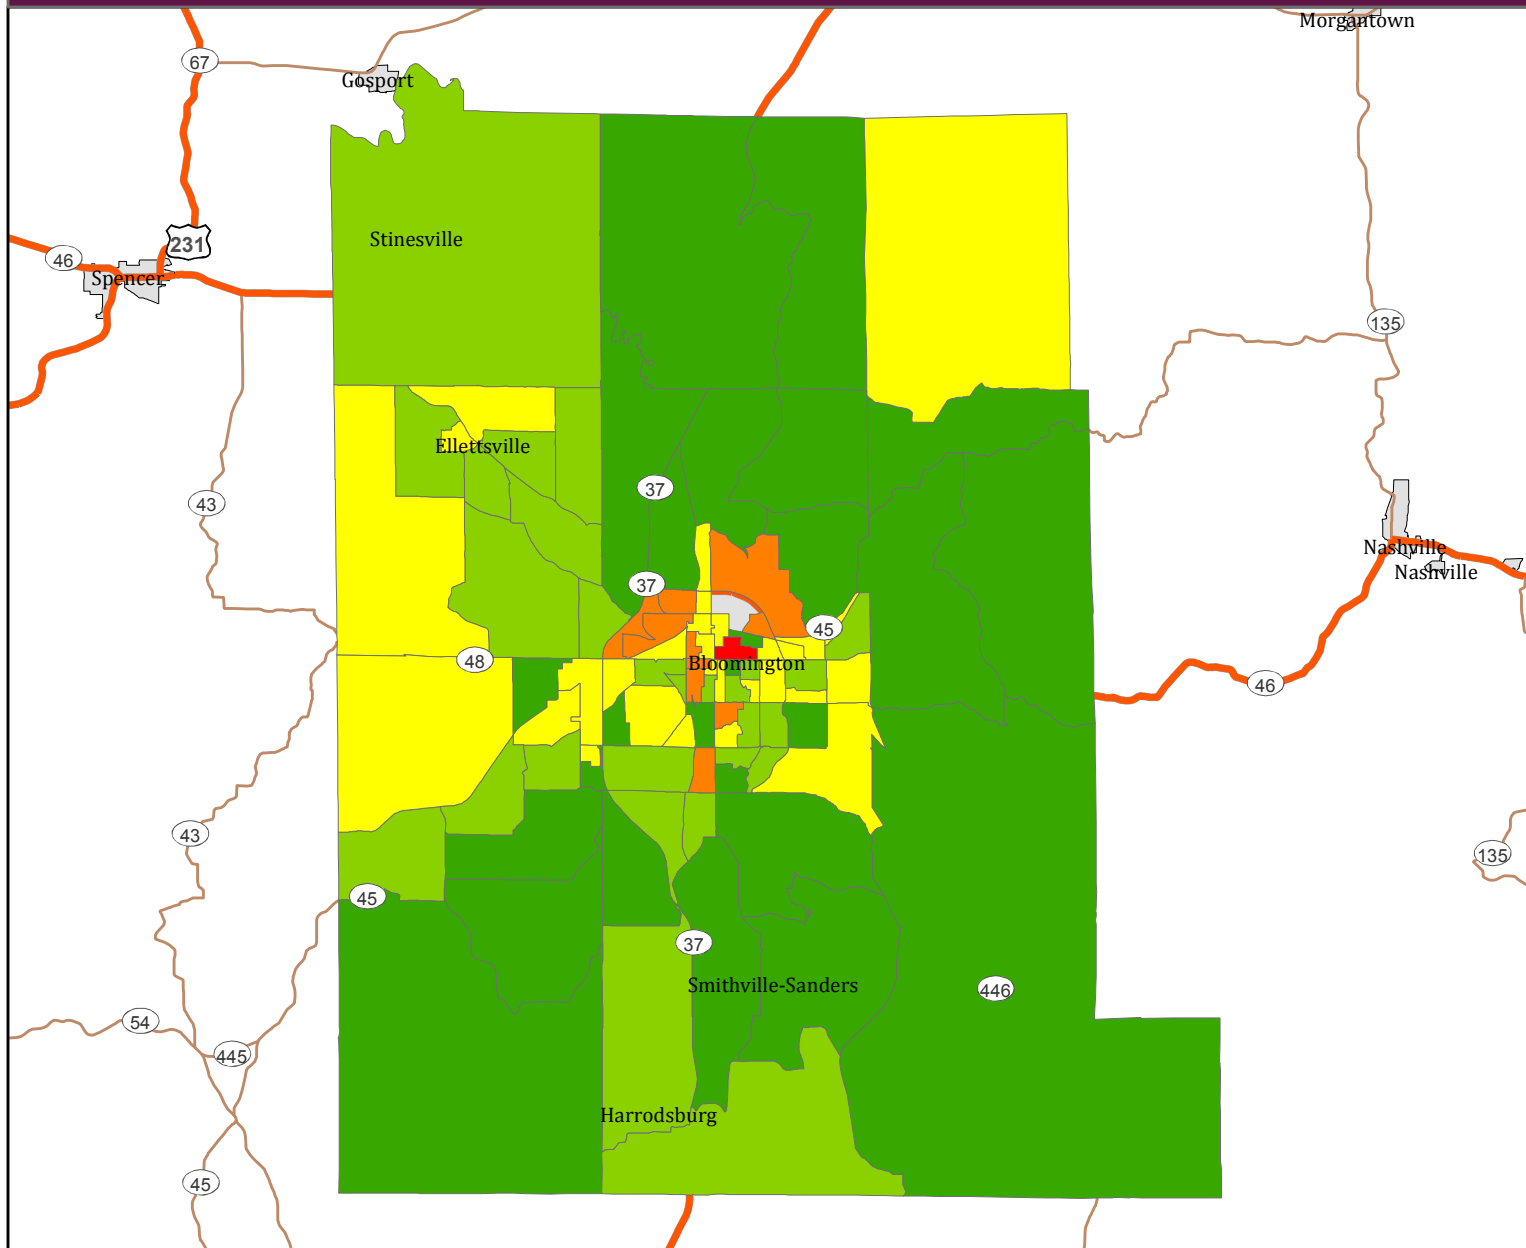 Morgantown
67
Gosport
Stinesville
231
46
Spencer
135
Ellettsville
37
43
Nashville
Nashville
37
45
48
Bloomington
46
43
135
45
37
Smithville-Sanders
446
54
445
Harrodsburg
45